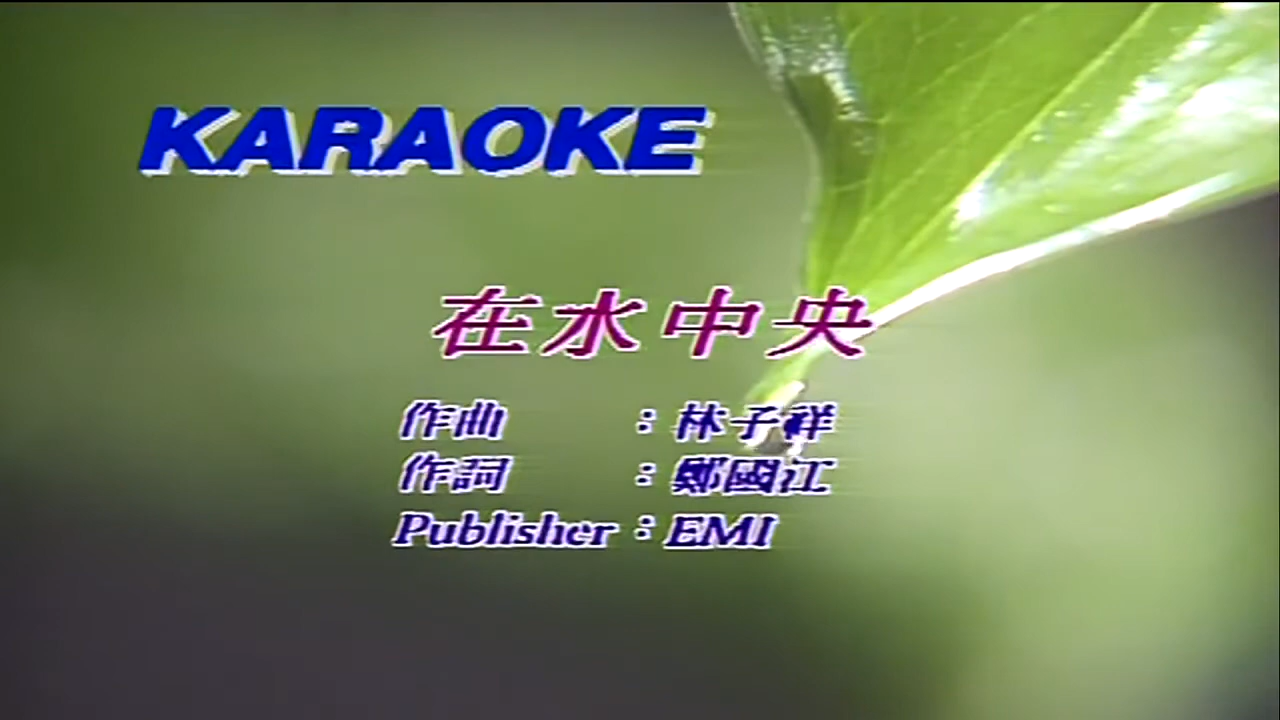 KARAOKE
在水中央
作曲 : 林子祥
作詞 : 鄭國江
Publisher : EMI